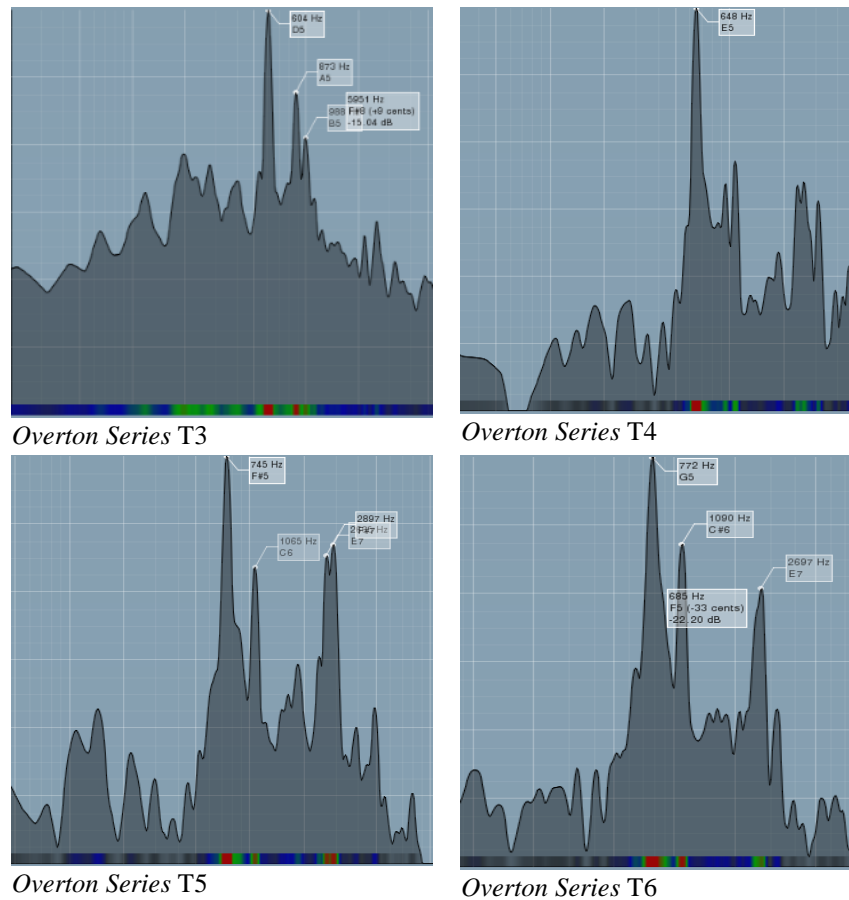 604 Hz
D5
873 Hz
A5
5951 Hz
988
F#8 (+9 cents)
B5
-15.04 dB
648 Hz
E5
Overton Series T3
Overton Series T4
745 Hz
F#5
2897 Hz
F#7
1065 Hz
C6
E7
772 Hz
G5
1090 Hz
C#6
2697 Hz
E7
685 Hz
F5 (-33 cents)
-22.20 dB
Overton Series T5
Overton Series T6